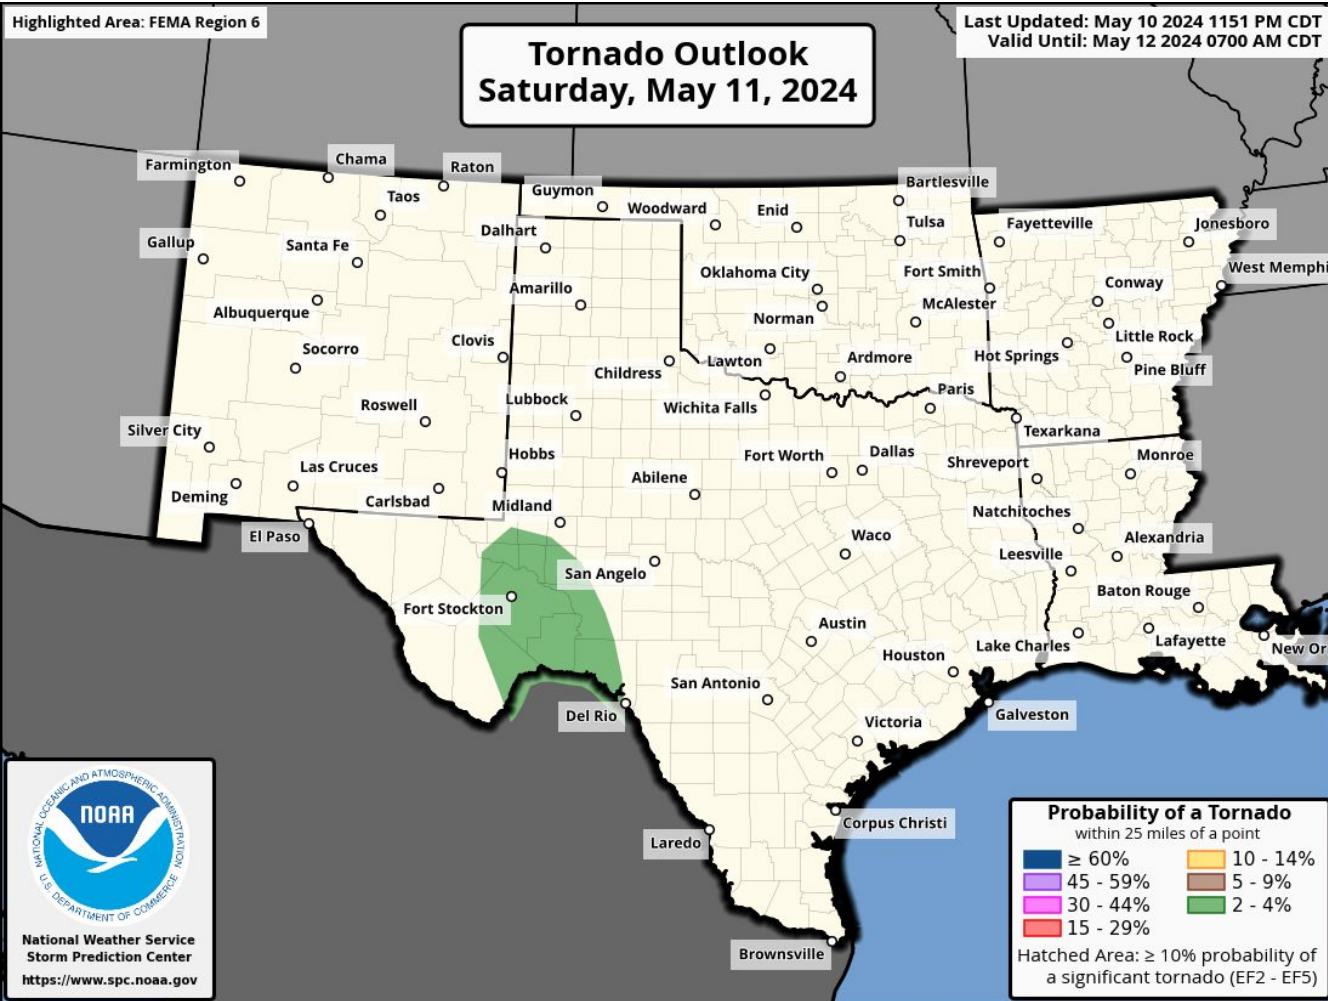 Highlighted Area: FEMA Region 6
Last Updated: May 10 2024 1151 PM CDT
Valid Until: May 12 2024 0700 AM CDT
Tornado Outlook
Saturday, May 11, 2024
Farmington
Chama
Raton
Taos
Guymon
Woodward
Enid
Bartlesville
Tulsa
Fayetteville
Jonesboro
Gallup
Santa Fe
Dalhart
Oklahoma City
Fort Smith
West Memphi
Albuquerque
Amarillo
Norman
McAlester
Conway
Socorro
Clovis
Childress
Lawton
Ardmore
Hot Springs
Little Rock
Pine Bluff
Roswell
Lubbock
Wichita Falls
Paris
Silver City
Texarkana
Las Cruces
Hobbs
Fort Worth
Dallas
Shreveport
Monroe
Deming
Carlsbad
Midland
Abilene
Natchitoches
El Paso
Waco
Leesville
Alexandria
San Angelo
Fort Stockton
Baton Rouge
Austin
Houston
Lake Charles
Lafayette
New Or
San Antonio
Del Rio
Victoria
Galveston
Laredo
Corpus Christi
Brownsville
NATIONAL OCEANIC AND ATMOSPHERIC ADMINISTRATION
NOAA
U.S. DEPARTMENT OF COMMERCE
National Weather Service
Storm Prediction Center
https://www.spc.noaa.gov
Probability of a Tornado
within 25 miles of a point
≥ 60%
45 - 59%
30 - 44%
15 - 29%
10 - 14%
5 - 9%
2 - 4%
Hatched Area: ≥ 10% probability of
a significant tornado (EF2 - EF5)